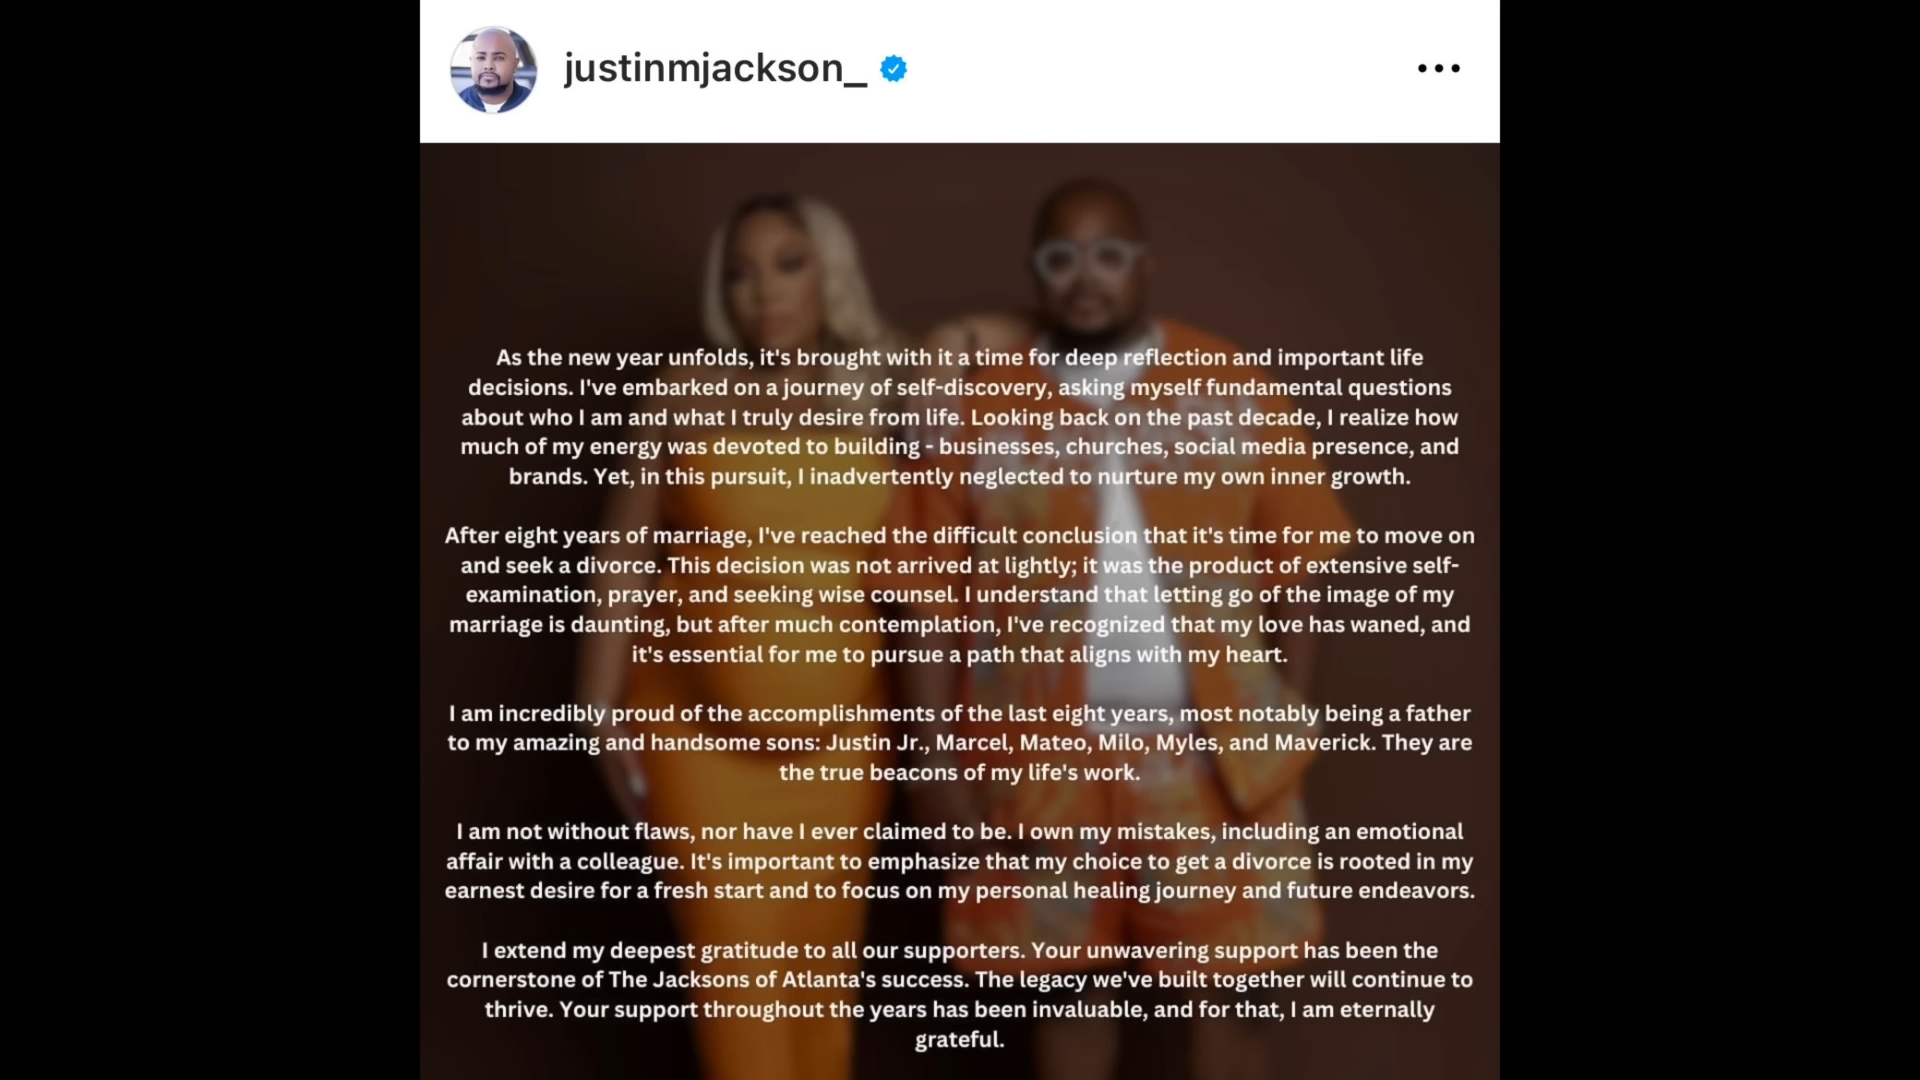 justinmjackson_
As the new year unfolds, it's brought with it a time for deep reflection and important life
decisions. I've embarked on a journey of self-discovery, asking myself fundamental questions
about who I am and what I truly desire from life. Looking back on the past decade, I realize how
much of my energy was devoted to building - businesses, churches, social media presence, and
brands. Yet, in this pursuit, I inadvertently neglected to nurture my own inner growth.
After eight years of marriage, I've reached the difficult conclusion that it's time for me to move on
and seek a divorce. This decision was not arrived at lightly; it was the product of extensive self-
examination, prayer, and seeking wise counsel. I understand that letting go of the image of my
marriage is daunting, but after much contemplation, I've recognized that my love has waned, and
it's essential for me to pursue a path that aligns with my heart.
I am incredibly proud of the accomplishments of the last eight years, most notably being a father
to my amazing and handsome sons: Justin Jr., Marcel, Mateo, Milo, Myles, and Maverick. They are
the true beacons of my life's work.
I am not without flaws, nor have I ever claimed to be. I own my mistakes, including an emotional
affair with a colleague. It's important to emphasize that my choice to get a divorce is rooted in my
earnest desire for a fresh start and to focus on my personal healing journey and future endeavors.
I extend my deepest gratitude to all our supporters. Your unwavering support has been the
cornerstone of The Jacksons of Atlanta's success. The legacy we've built together will continue to
thrive. Your support throughout the years has been invaluable, and for that, I am eternally
grateful.